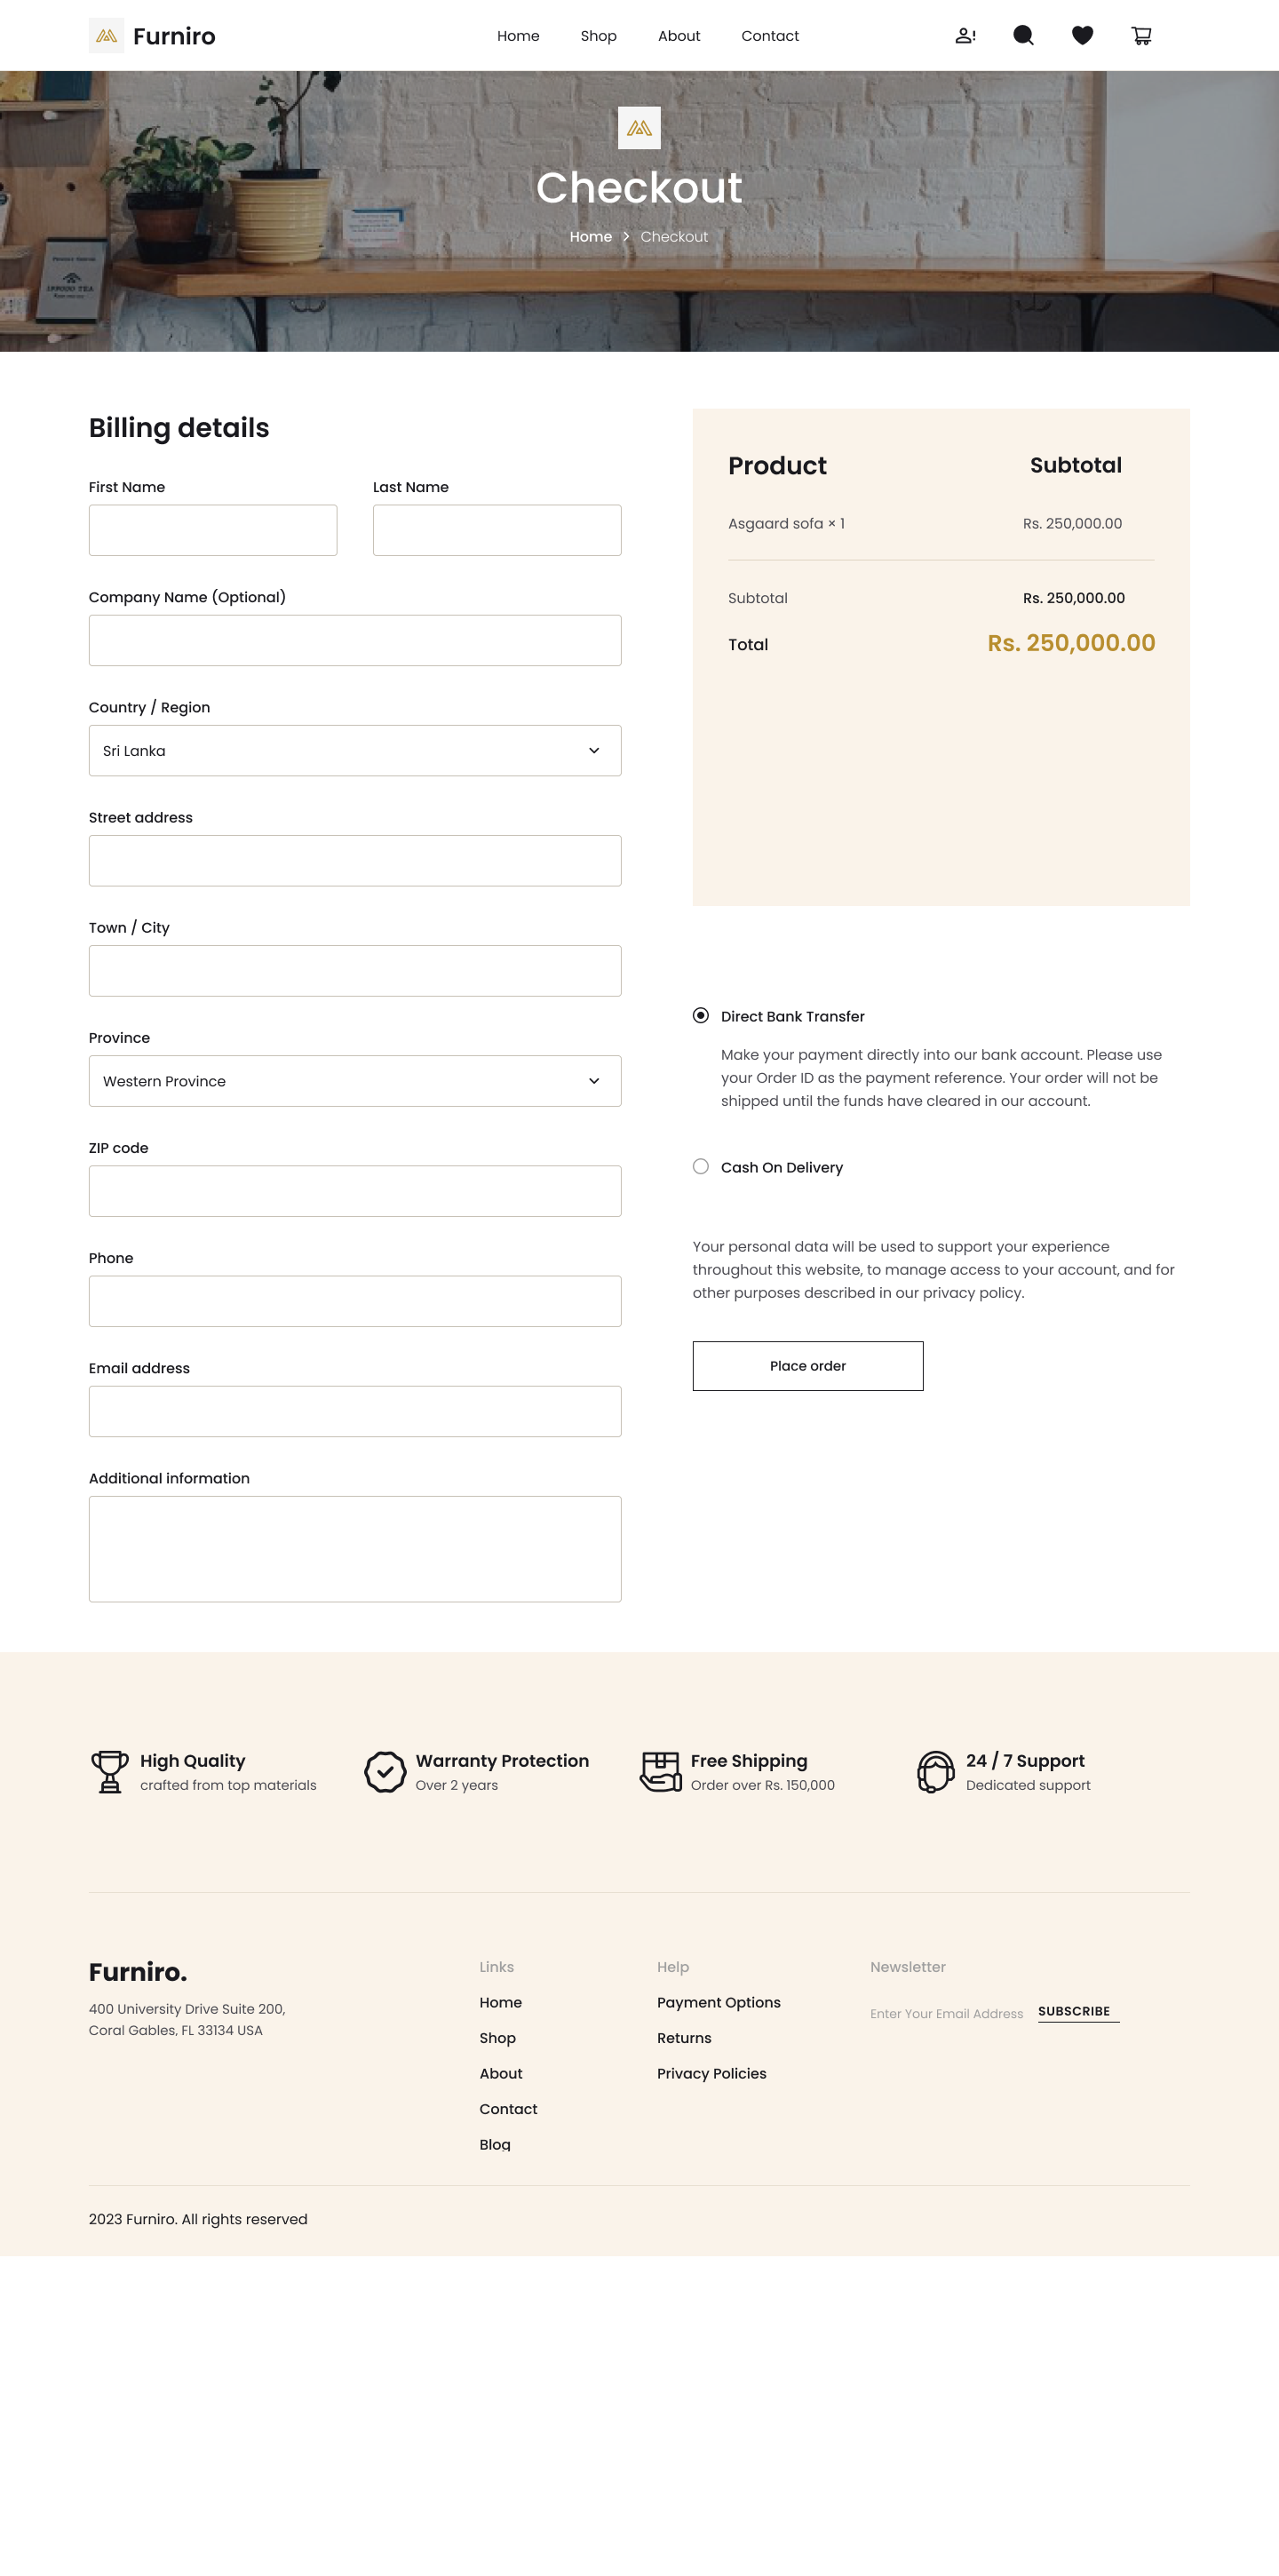 Furniro
Home
Shop
About
Contact
Checkout
Home
Checkout
IPPODO TEA
Billing details
First Name
Last Name
Company Name (Optional)
Country / Region
Sri Lanka
Street address
Town / City
Province
Western Province
ZIP code
Phone
Email address
Additional information
Product
Subtotal
Asgaard sofa × 1
Rs. 250,000.00
Subtotal
Rs. 250,000.00
Total
Rs. 250,000.00
Direct Bank Transfer
Make your payment directly into our bank account. Please use
your Order ID as the payment reference. Your order will not be
shipped until the funds have cleared in our account.
Cash On Delivery
Your personal data will be used to support your experience
throughout this website, to manage access to your account, and for
other purposes described in our privacy policy.
Place order
High Quality
crafted from top materials
Warranty Protection
Over 2 years
Free Shipping
Order over Rs. 150,000
24 / 7 Support
Dedicated support
Furniro.
400 University Drive Suite 200,
Coral Gables, FL 33134 USA
Links
Home
Shop
About
Contact
Blog
Help
Payment Options
Returns
Privacy Policies
Newsletter
Enter Your Email Address
SUBSCRIBE
2023 Furniro. All rights reserved